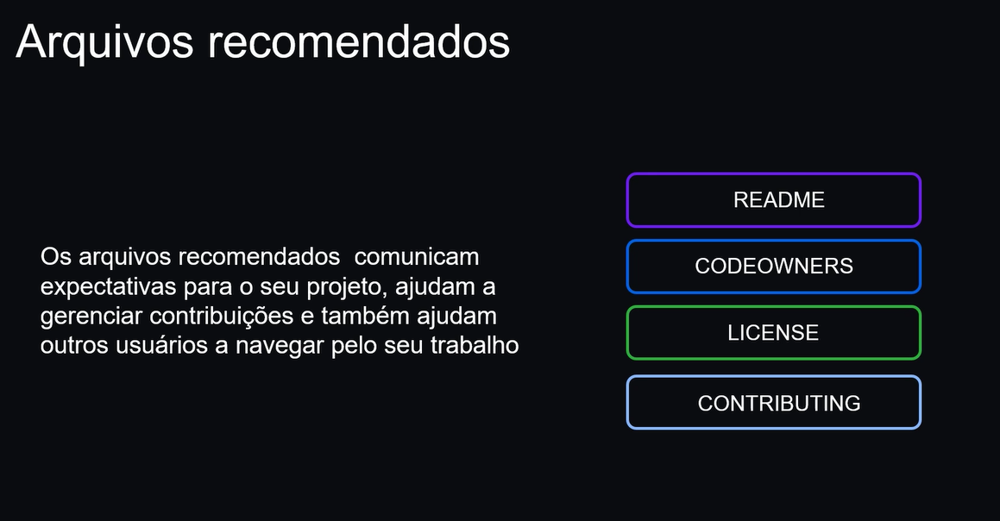 Arquivos recomendados
Os arquivos recomendados  comunicam
expectativas para o seu projeto, ajudam a
gerenciar contribuições e também ajudam
outros usuários a navegar pelo seu trabalho
README
CODEOWNERS
LICENSE
CONTRIBUTING